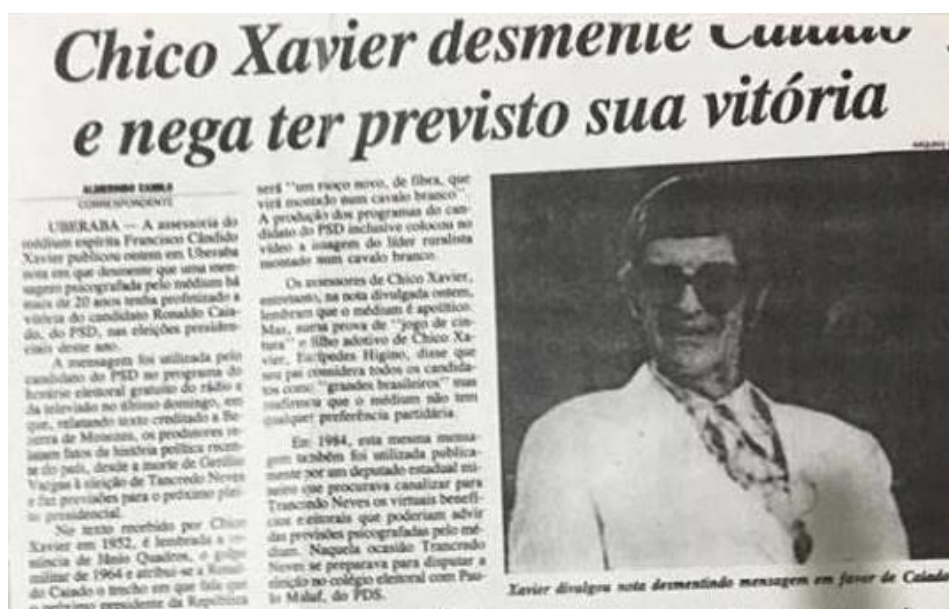 Chico Xavier desmente Caiado
e nega ter previsto sua vitória
ALMERINDO CAMILO
CORRESPONDENTE
UBERABA — A assessoria do
médium espírita Francisco Cândido
Xavier publicou ontem em Uberaba
nota em que desmente que uma men-
sagem psicografada pelo médium há
mais de 20 anos tenha profetizado a
vitória do candidato Ronaldo Caia-
do, do PSD, nas eleições presiden-
ciais deste ano.
A mensagem foi utilizada pelo
candidato do PSD no programa do
horário eleitoral gratuito do rádio e
da televisão no último domingo, em
que, relatando texto creditado a Be-
zerra de Menezes, os produtores re-
latam fatos da história política recen-
te do país, desde a morte de Getúlio
Vargas à eleição de Tancredo Neves
e faz previsões para o próximo plei-
to presidencial.
No texto recebido por Chico
Xavier em 1952, é lembrada a re-
núncia de Jânio Quadros, o golpe
militar de 1964 e atribui-se a Ronal-
do Caiado o trecho em que fala que
o próximo presidente da República
será "um moço novo, de fibra, que
virá montado num cavalo branco".
A produção dos programas do can-
didato do PSD inclusive colocou no
vídeo a imagem do líder ruralista
montado num cavalo branco.
Os assessores de Chico Xavier,
entretanto, na nota divulgada ontem,
lembram que o médium é apolítico.
Mas, numa prova de "jogo de cin-
tura" o filho adotivo de Chico Xa-
vier, Eurípedes Higino, disse que
seu pai considera todos os candida-
tos como "grandes brasileiros" mas
reafirmou que o médium não tem
qualquer preferência partidária.
Em 1984, esta mesma mensa-
gem também foi utilizada publica-
mente por um deputado estadual mi-
neiro que procurava canalizar para
Trancredo Neves os virtuais benefí-
cios eleitorais que poderiam advir
das previsões psicografadas pelo mé-
dium. Naquela ocasião Trancredo
Neves se preparava para disputar a
eleição no colégio eleitoral com Pau-
lo Maluf, do PDS.
Xavier divulgou nota desmentindo mensagem em favor de Caiado